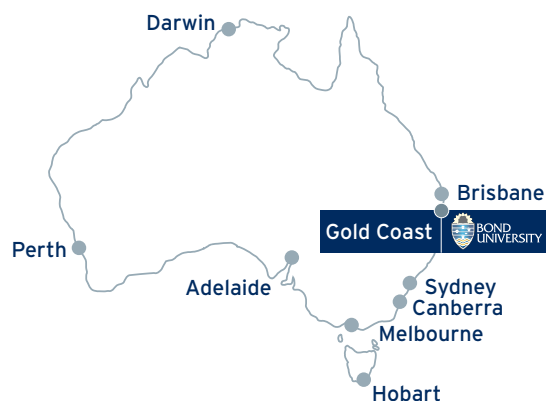 Darwin
Brisbane
Gold Coast
BOND
UNIVERSITY
Perth
Adelaide
Sydney
Canberra
Melbourne
Hobart